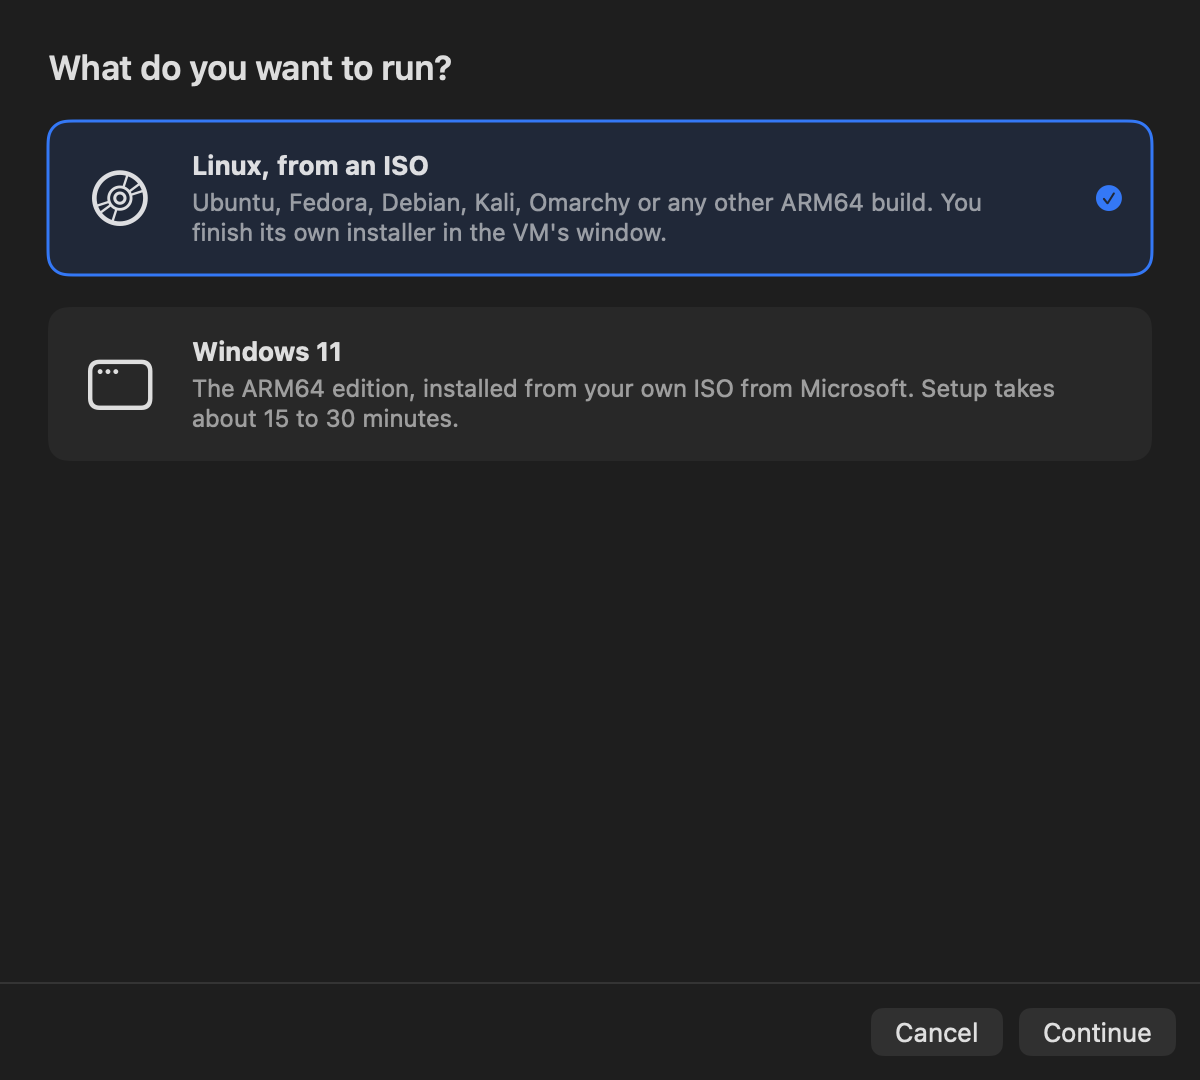 What do you want to run?
Linux, from an ISO
Ubuntu, Fedora, Debian, Kali, Omarchy or any other ARM64 build. You
finish its own installer in the VM's window.
Windows 11
The ARM64 edition, installed from your own ISO from Microsoft. Setup takes
about 15 to 30 minutes.
Cancel
Continue